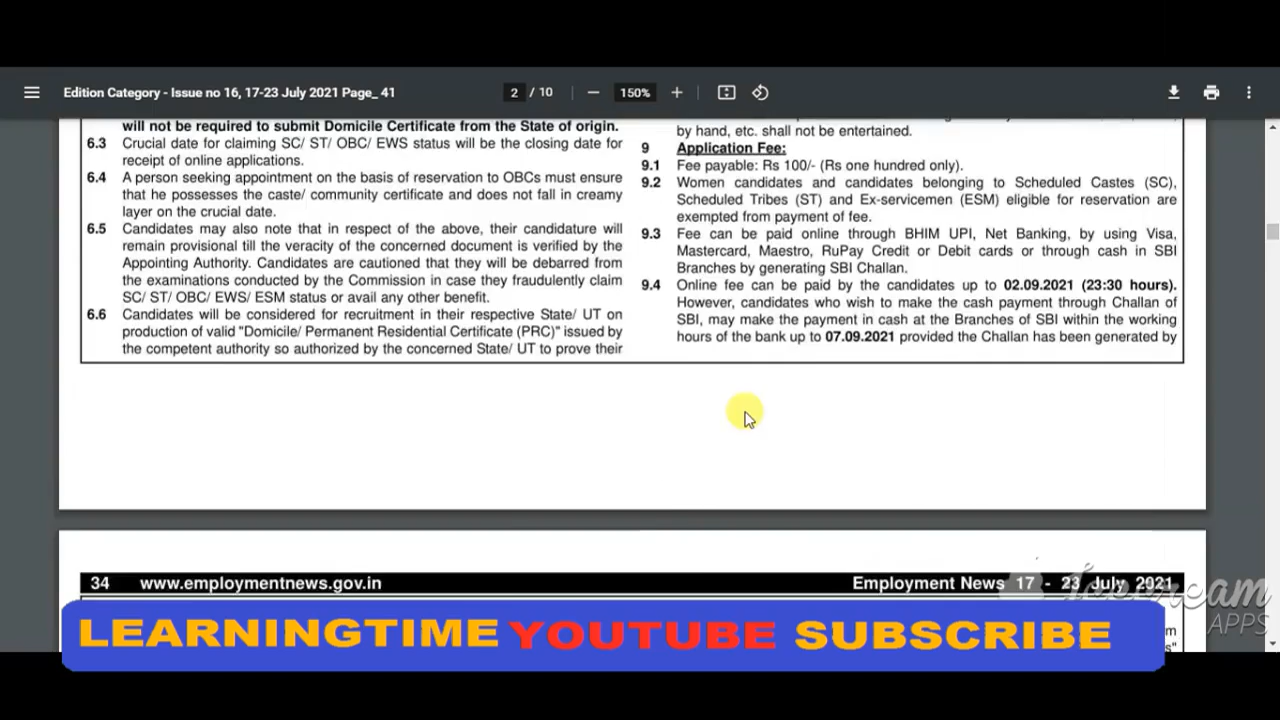 Edition Category - Issue no 16, 17-23 July 2021 Page_ 41
2 / 10
150%
will not be required to submit Domicile Certificate from the State of origin.
6.3 Crucial date for claiming SC/ ST/ OBC/ EWS status will be the closing date for
receipt of online applications.
6.4 A person seeking appointment on the basis of reservation to OBCs must ensure
that he possesses the caste/ community certificate and does not fall in creamy
layer on the crucial date.
6.5 Candidates may also note that in respect of the above, their candidature will
remain provisional till the veracity of the concerned document is verified by the
Appointing Authority. Candidates are cautioned that they will be debarred from
the examinations conducted by the Commission in case they fraudulently claim
SC/ ST/ OBC/ EWS/ ESM status or avail any other benefit.
6.6 Candidates will be considered for recruitment in their respective State/ UT on
production of valid "Domicile/ Permanent Residential Certificate (PRC)" issued by
the competent authority so authorized by the concerned State/ UT to prove their
by hand, etc. shall not be entertained.
9 Application Fee:
9.1 Fee payable: Rs 100/- (Rs one hundred only).
9.2 Women candidates and candidates belonging to Scheduled Castes (SC),
Scheduled Tribes (ST) and Ex-servicemen (ESM) eligible for reservation are
exempted from payment of fee.
9.3 Fee can be paid online through BHIM UPI, Net Banking, by using Visa,
Mastercard, Maestro, RuPay Credit or Debit cards or through cash in SBI
Branches by generating SBI Challan.
9.4 Online fee can be paid by the candidates up to 02.09.2021 (23:30 hours).
However, candidates who wish to make the cash payment through Challan of
SBI, may make the payment in cash at the Branches of SBI within the working
hours of the bank up to 07.09.2021 provided the Challan has been generated by
34 www.employmentnews.gov.in
Employment News 17 - 23 July 2021
APPS
LEARNINGTIME YOUTUBE SUBSCRIBE